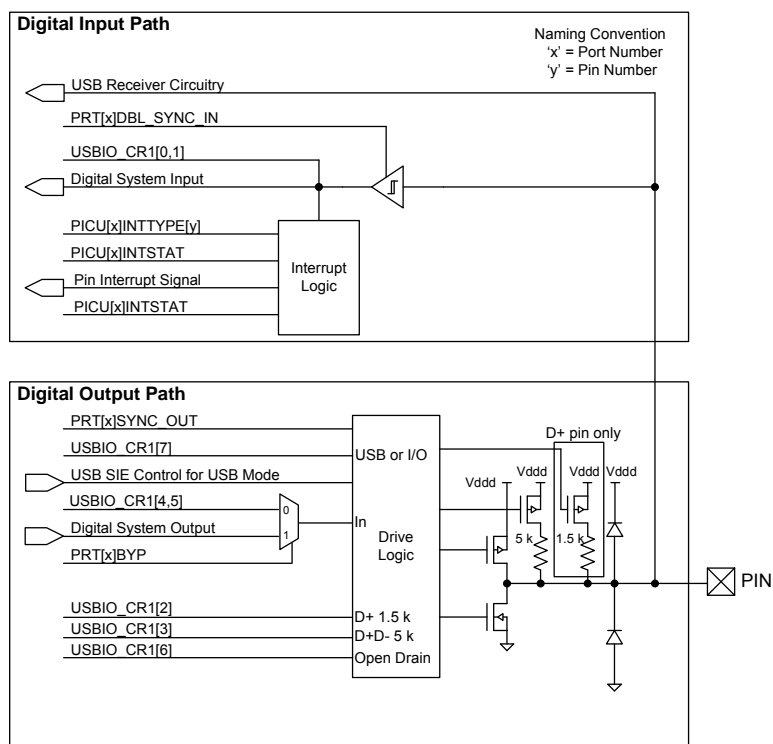 Digital Input Path
Naming Convention
‘x’ = Port Number
‘y’ = Pin Number
USB Receiver Circuitry
PRT[x]DBL_SYNC_IN
USBIO_CR1[0,1]
Digital System Input
PICU[x]INTTYPE[y]
PICU[x]INTSTAT
Pin Interrupt Signal
PICU[x]INTSTAT
Interrupt
Logic
Digital Output Path
PRT[x]SYNC_OUT
USBIO_CR1[7]
USB SIE Control for USB Mode
USBIO_CR1[4,5]
Digital System Output
PRT[x]BYP
0
1
USB or I/O
In
Drive
Logic
D+ pin only
Vddd
Vddd
Vddd
Vddd
5 k
1.5 k
PIN
USBIO_CR1[2]
USBIO_CR1[3]
USBIO_CR1[6]
D+ 1.5 k
D+D- 5 k
Open Drain